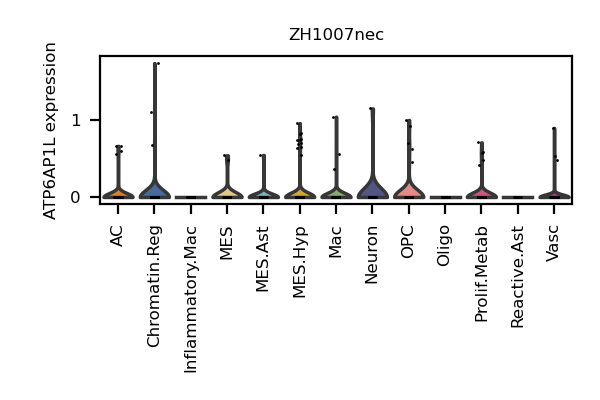 ZH1007nec
ATP6AP1L expression
1
0
AC
Chromatin.Reg
Inflammatory.Mac
MES
MES.Ast
MES.Hyp
Mac
Neuron
OPC
Oligo
Prolif.Metab
Reactive.Ast
Vasc